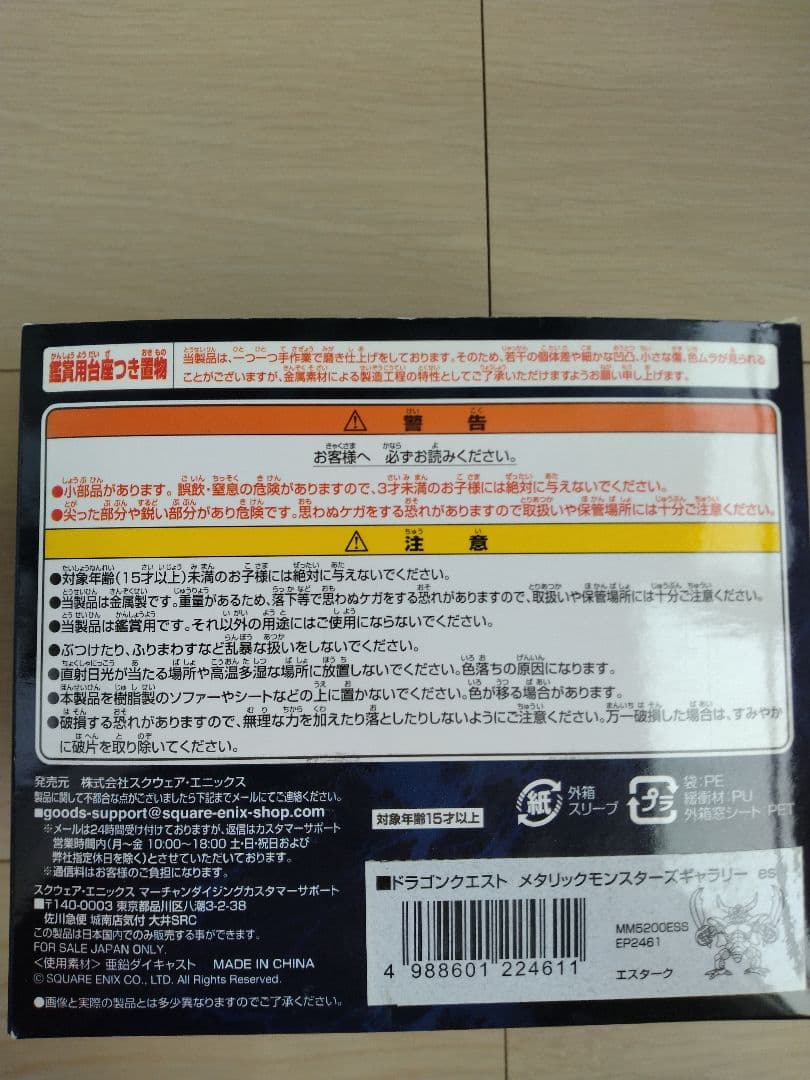 鑑賞用台座つき置物
当製品は、一つ一つ手作業で磨き仕上げをしております。そのため、若干の個体差や細かな凹凸、小さな傷、色ムラが見られる
ことがございますが、金属素材による製造工程の特性としてご了承いただけますようお願い申し上げます。
⚠ 警告
お客様へ 必ずお読みください。
●小部品があります。誤飲・窒息の危険がありますので、3才未満のお子様には絶対に与えないでください。
●尖った部分や鋭い部分があり危険です。思わぬケガをする恐れがありますので取扱いや保管場所には十分ご注意ください。
⚠ 注意
●対象年齢(15才以上)未満のお子様には絶対に与えないでください。
●当製品は金属製です。重量があるため、落下等で思わぬケガをする恐れがありますので、取扱いや保管場所には十分ご注意ください。
●当製品は鑑賞用です。それ以外の用途にはご使用にならないでください。
●ぶつけたり、ふりまわすなど乱暴な扱いをしないでください。
●直射日光が当たる場所や高温多湿な場所に放置しないでください。色落ちの原因になります。
●本製品を樹脂製のソファーやシートなどの上に置かないでください。色が移る場合があります。
●破損する恐れがありますので、無理な力を加えたり落としたりしないようにご注意ください。万一破損した場合は、すみやか
に破片を取り除いてください。
発売元 株式会社スクウェア・エニックス
製品に関して不都合な点がございましたら下記までメールにてご連絡ください。
■goods-support@square-enix-shop.com
※メールは24時間受け付けておりますが、返信はカスタマーサポート
営業時間内(月〜金 10:00〜18:00 土・日・祝日および
弊社指定休日を除く)とさせていただいております。
※通信料はお客様のご負担になります。
スクウェア・エニックス マーチャンダイジングカスタマーサポート
■〒140-0003 東京都品川区八潮3-2-38
佐川急便 城南店気付 大井SRC
この製品は日本国内でのみ販売する事ができます。
FOR SALE JAPAN ONLY.
<使用素材> 亜鉛ダイキャスト MADE IN CHINA
© SQUARE ENIX CO., LTD. All Rights Reserved.
●画像と実際の製品とは多少異なりますのでご了承ください。
対象年齢15才以上
紙
外箱
スリーブ
プラ
袋:PE
緩衝材:PU
外箱窓シート:PET
■ドラゴンクエスト メタリックモンスターズギャラリー es
MM5200ESS
EP2461
エスターク
4 988601 224611